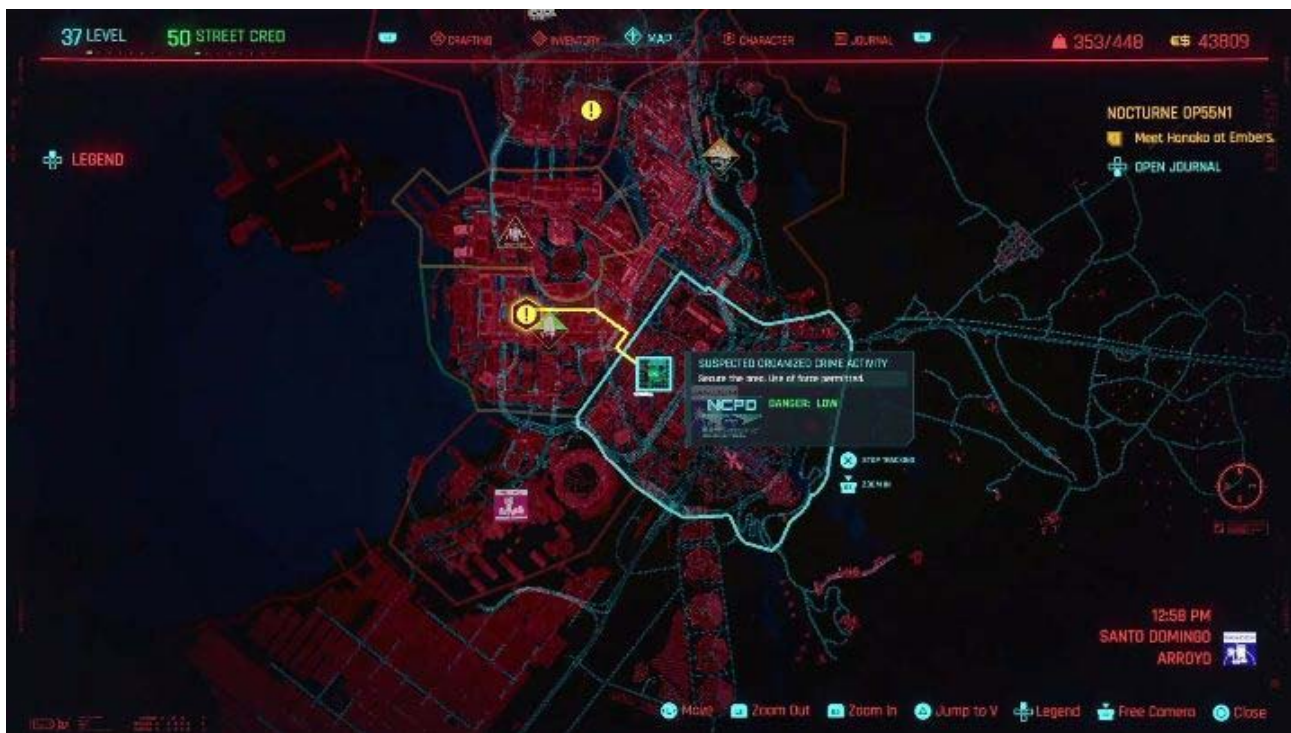 37 LEVEL
50 STREET CRED
CRAFTING
INVENTORY
MAP
CHARACTER
JOURNAL
353/448
€$ 43809
LEGEND
NOCTURNE OP55N1
Meet Hanako at Embers.
OPEN JOURNAL
SUSPECTED ORGANIZED CRIME ACTIVITY
Secure the area. Use of force permitted.
NCPD
DANGER: LOW
STOP TRACKING
ZOOM IN
12:58 PM
SANTO DOMINGO
ARROYO
Move
Zoom Out
Zoom In
Jump to V
Legend
Free Camera
Close